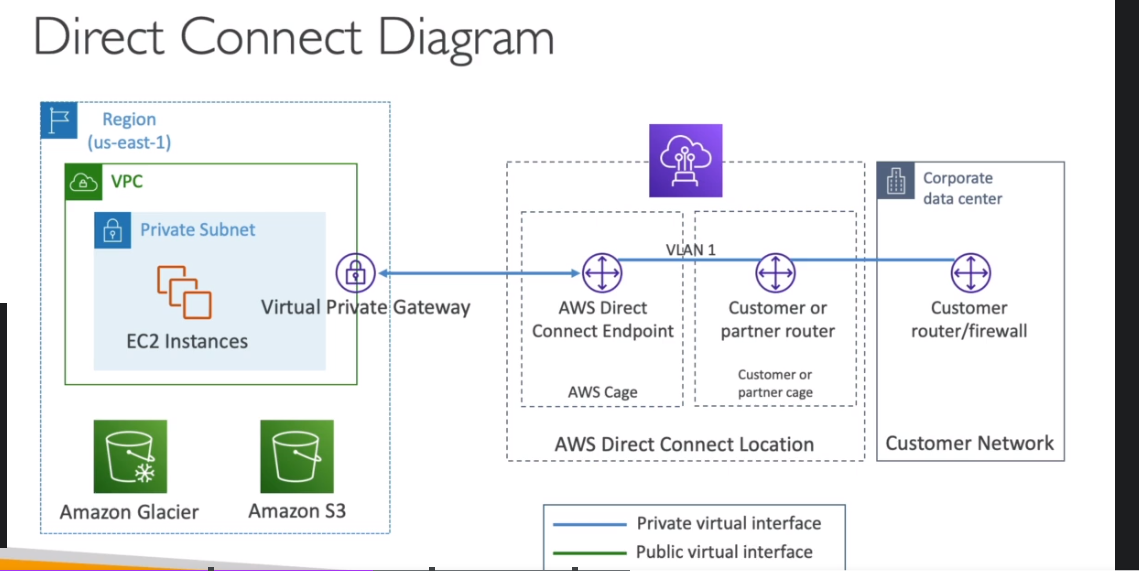 Direct Connect Diagram
Region
(us-east-1)
VPC
Private Subnet
EC2 Instances
Virtual Private Gateway
Amazon Glacier
Amazon S3
VLAN 1
AWS Direct
Connect Endpoint
AWS Cage
Customer or
partner router
Customer or
partner cage
AWS Direct Connect Location
Corporate
data center
Customer
router/firewall
Customer Network
Private virtual interface
Public virtual interface